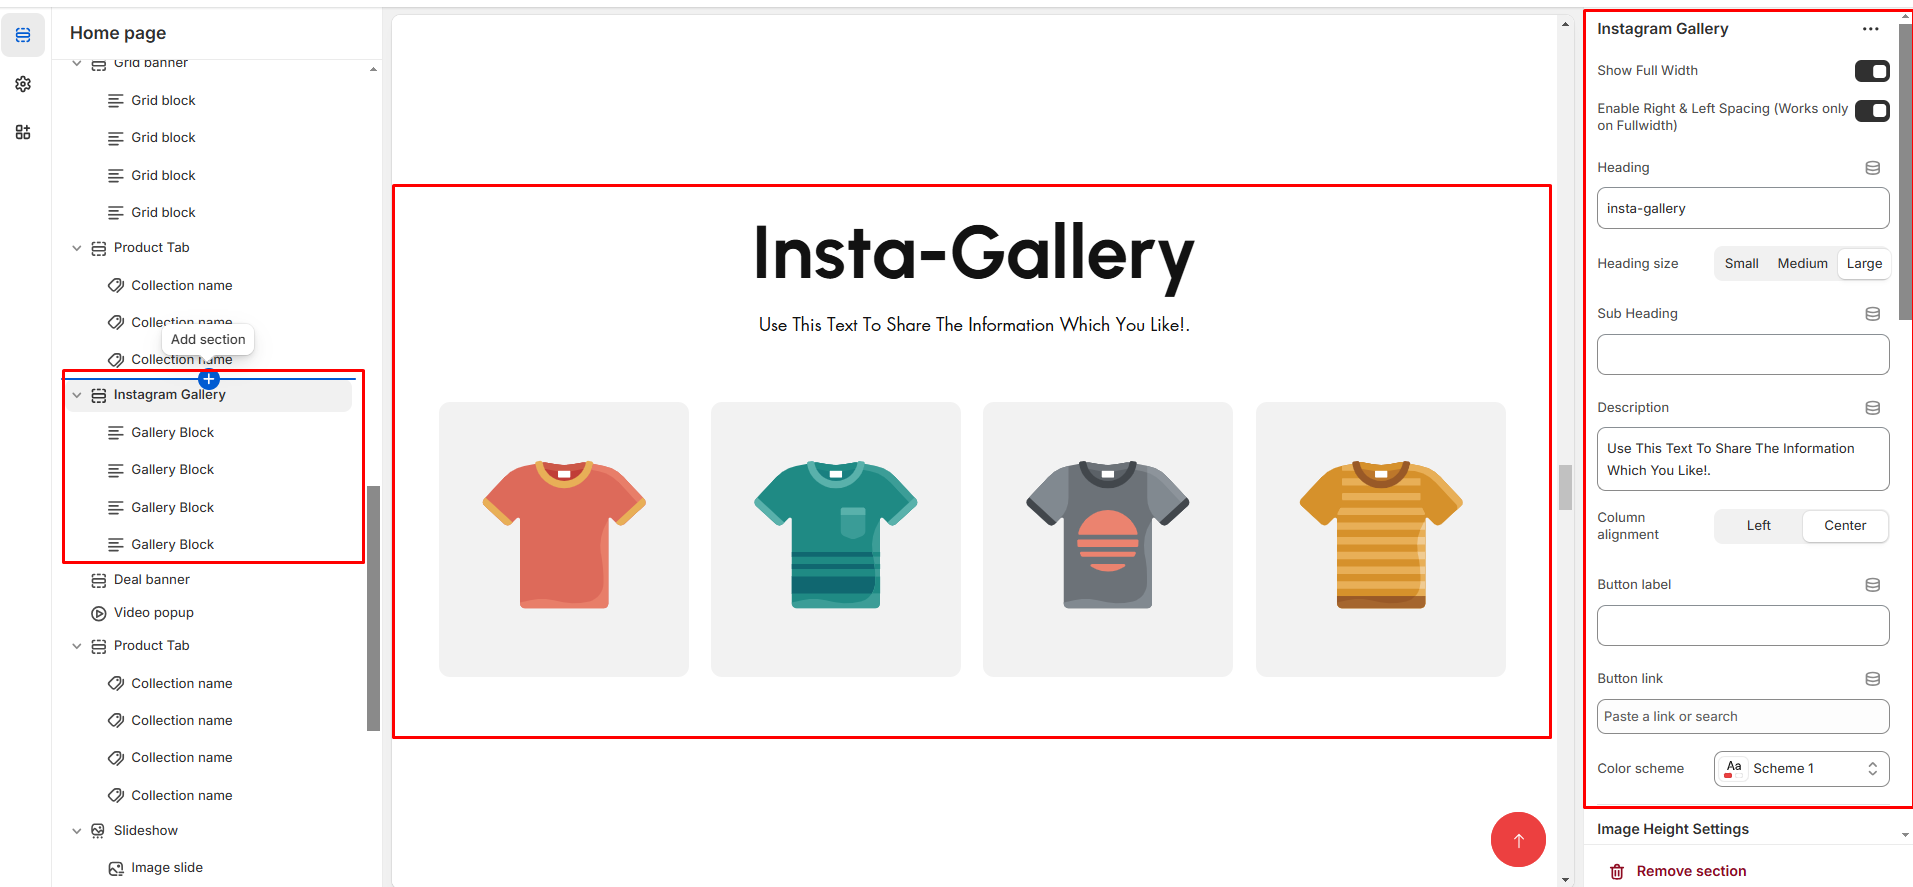 Home page
Grid banner
Grid block
Grid block
Grid block
Grid block
Product Tab
Collection name
Collection name
Add section
Collection name
Instagram Gallery
Gallery Block
Gallery Block
Gallery Block
Gallery Block
Deal banner
Video popup
Product Tab
Collection name
Collection name
Collection name
Collection name
Slideshow
Image slide
Insta-Gallery
Use This Text To Share The Information Which You Like!.
Instagram Gallery
Show Full Width
Enable Right & Left Spacing (Works only
on Fullwidth)
Heading
insta-gallery
Heading size
Small Medium Large
Sub Heading
Description
Use This Text To Share The Information
Which You Like!.
Column
alignment
Left Center
Button label
Button link
Paste a link or search
Color scheme
Aa Scheme 1
Image Height Settings
Remove section